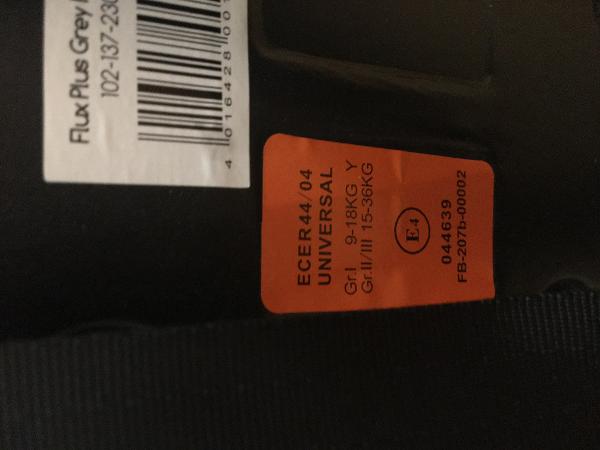 Flux Plus Grey
102-137-230
4 016428 001
ECER44/04
UNIVERSAL
Gr.I 9-18KG Y
Gr.II/III 15-36KG
E4
044639
FB-207b-00002